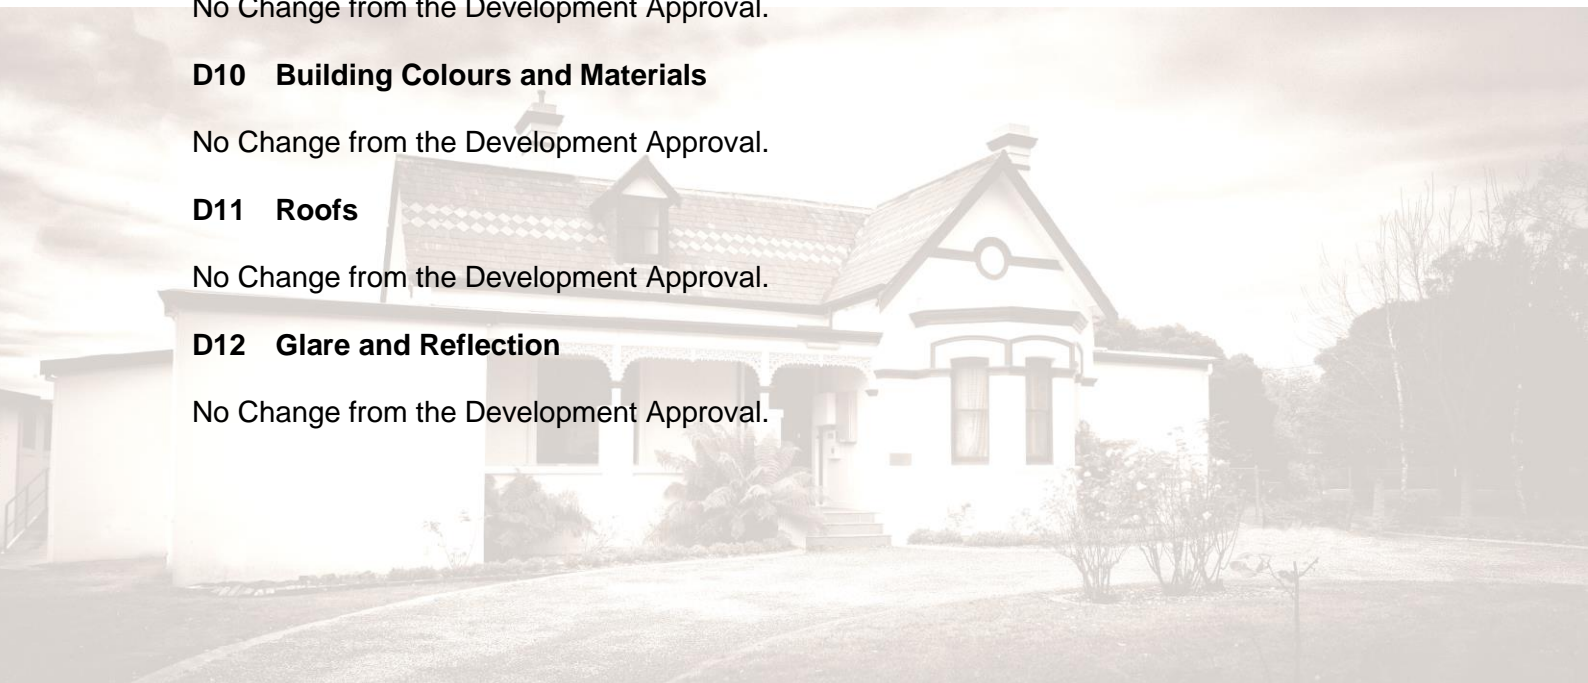 No Change from the Development Approval.
D10 Building Colours and Materials
No Change from the Development Approval.
D11 Roofs
No Change from the Development Approval.
D12 Glare and Reflection
No Change from the Development Approval.